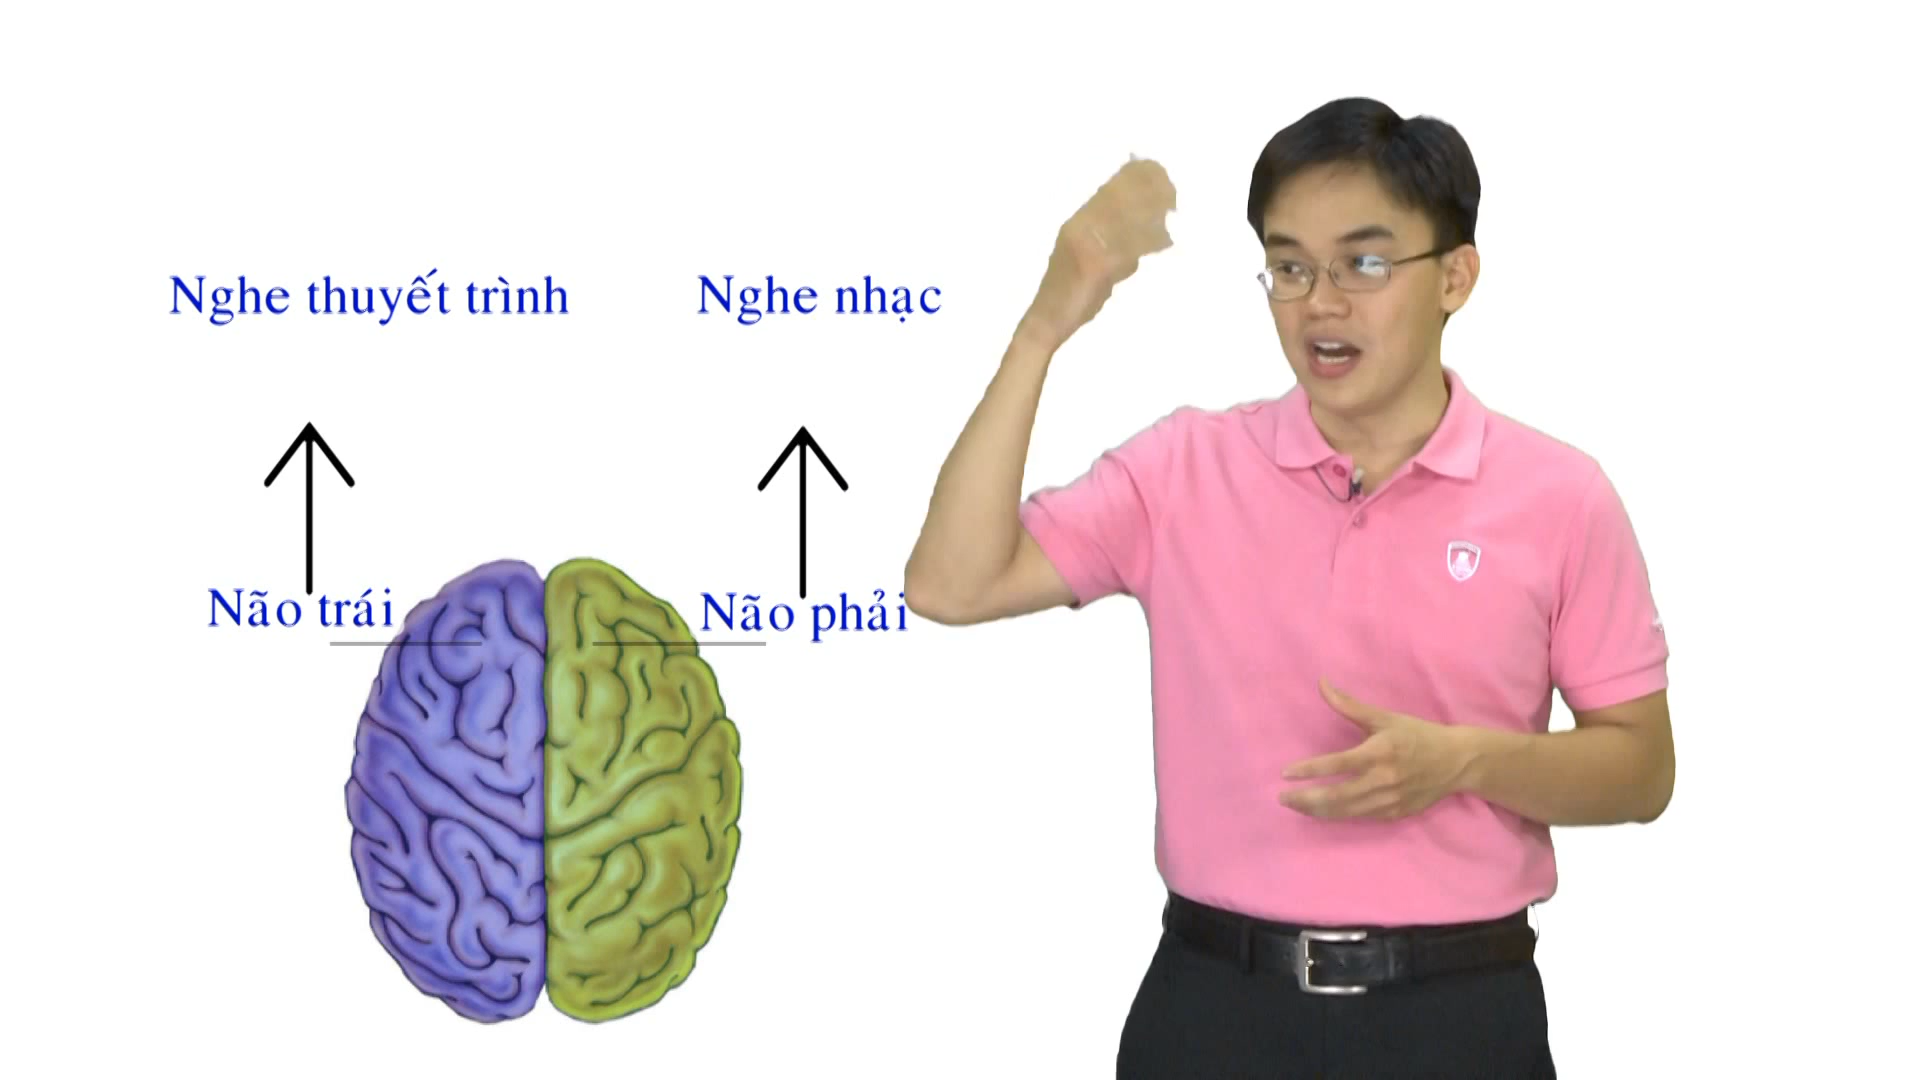 Nghe thuyết trình
Nghe nhạc
Não trái
Não phải